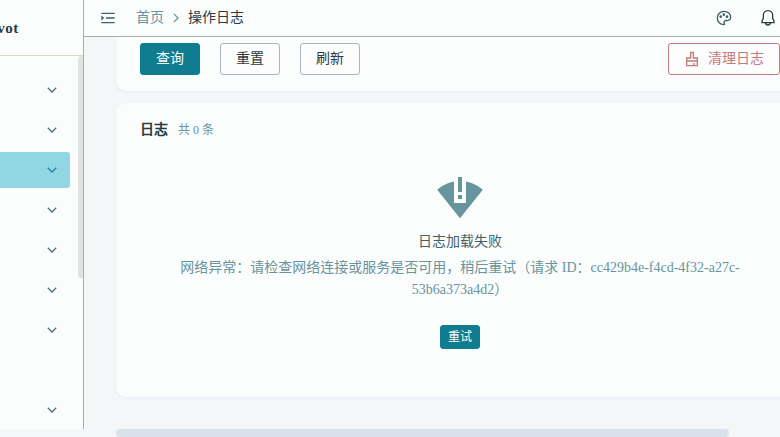 vot
首页 > 操作日志
查询 重置 刷新 清理日志
日志 共 0 条
日志加载失败
网络异常：请检查网络连接或服务是否可用，稍后重试（请求 ID：cc429b4e-f4cd-4f32-a27c-
53b6a373a4d2）
重试